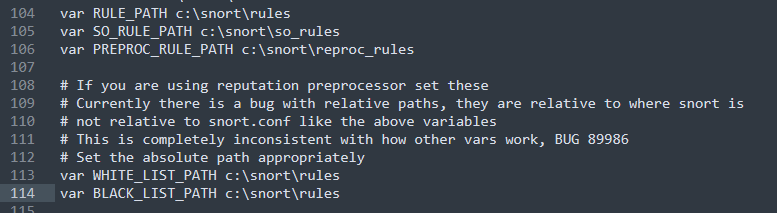 104 var RULE_PATH c:\snort\rules
105 var SO_RULE_PATH c:\snort\so_rules
106 var PREPROC_RULE_PATH c:\snort\reproc_rules
107
108 # If you are using reputation preprocessor set these
109 # Currently there is a bug with relative paths, they are relative to where snort is
110 # not relative to snort.conf like the above variables
111 # This is completely inconsistent with how other vars work, BUG 89986
112 # Set the absolute path appropriately
113 var WHITE_LIST_PATH c:\snort\rules
114 var BLACK_LIST_PATH c:\snort\rules
115